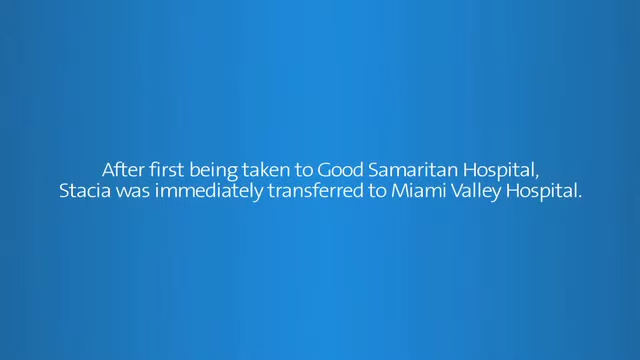 After first being taken to Good Samaritan Hospital,
Stacia was immediately transferred to Miami Valley Hospital.